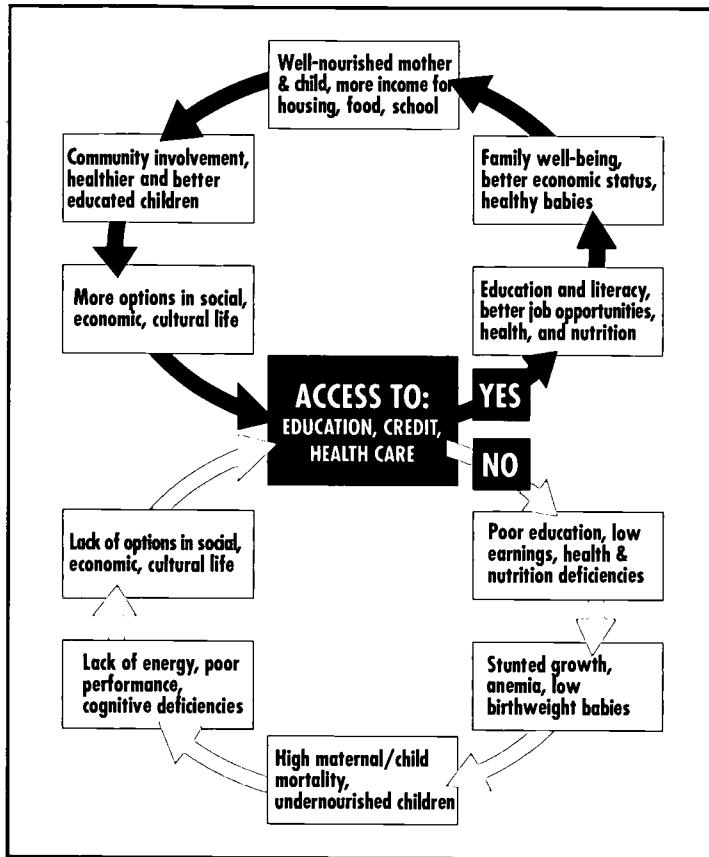 Well-nourished mother
& child, more income for
housing, food, school
Community involvement,
healthier and better
educated children
Family well-being,
better economic status,
healthy babies
More options in social,
economic, cultural life
Education and literacy,
better job opportunities,
health, and nutrition
ACCESS TO:
EDUCATION, CREDIT,
HEALTH CARE
YES
NO
Lack of options in social,
economic, cultural life
Poor education, low
earnings, health &
nutrition deficiencies
Lack of energy, poor
performance,
cognitive deficiencies
Stunted growth,
anemia, low
birthweight babies
High maternal/child
mortality,
undernourished children